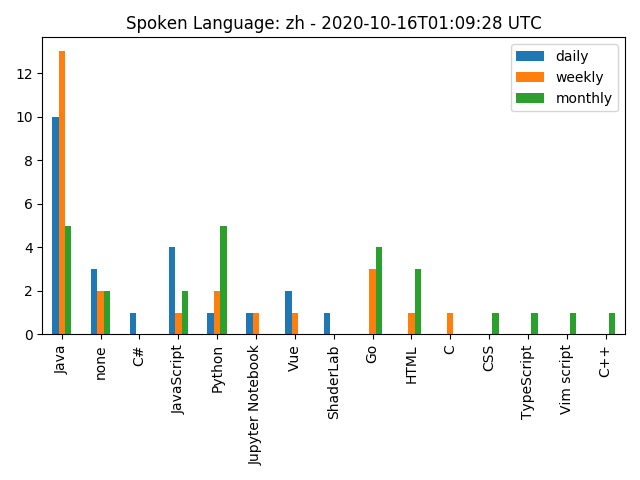 Spoken Language: zh - 2020-10-16T01:09:28 UTC
daily
weekly
monthly
12
10
8
6
4
2
0
Java
none
C#
JavaScript
Python
Jupyter Notebook
Vue
ShaderLab
Go
HTML
C
CSS
TypeScript
Vim script
C++